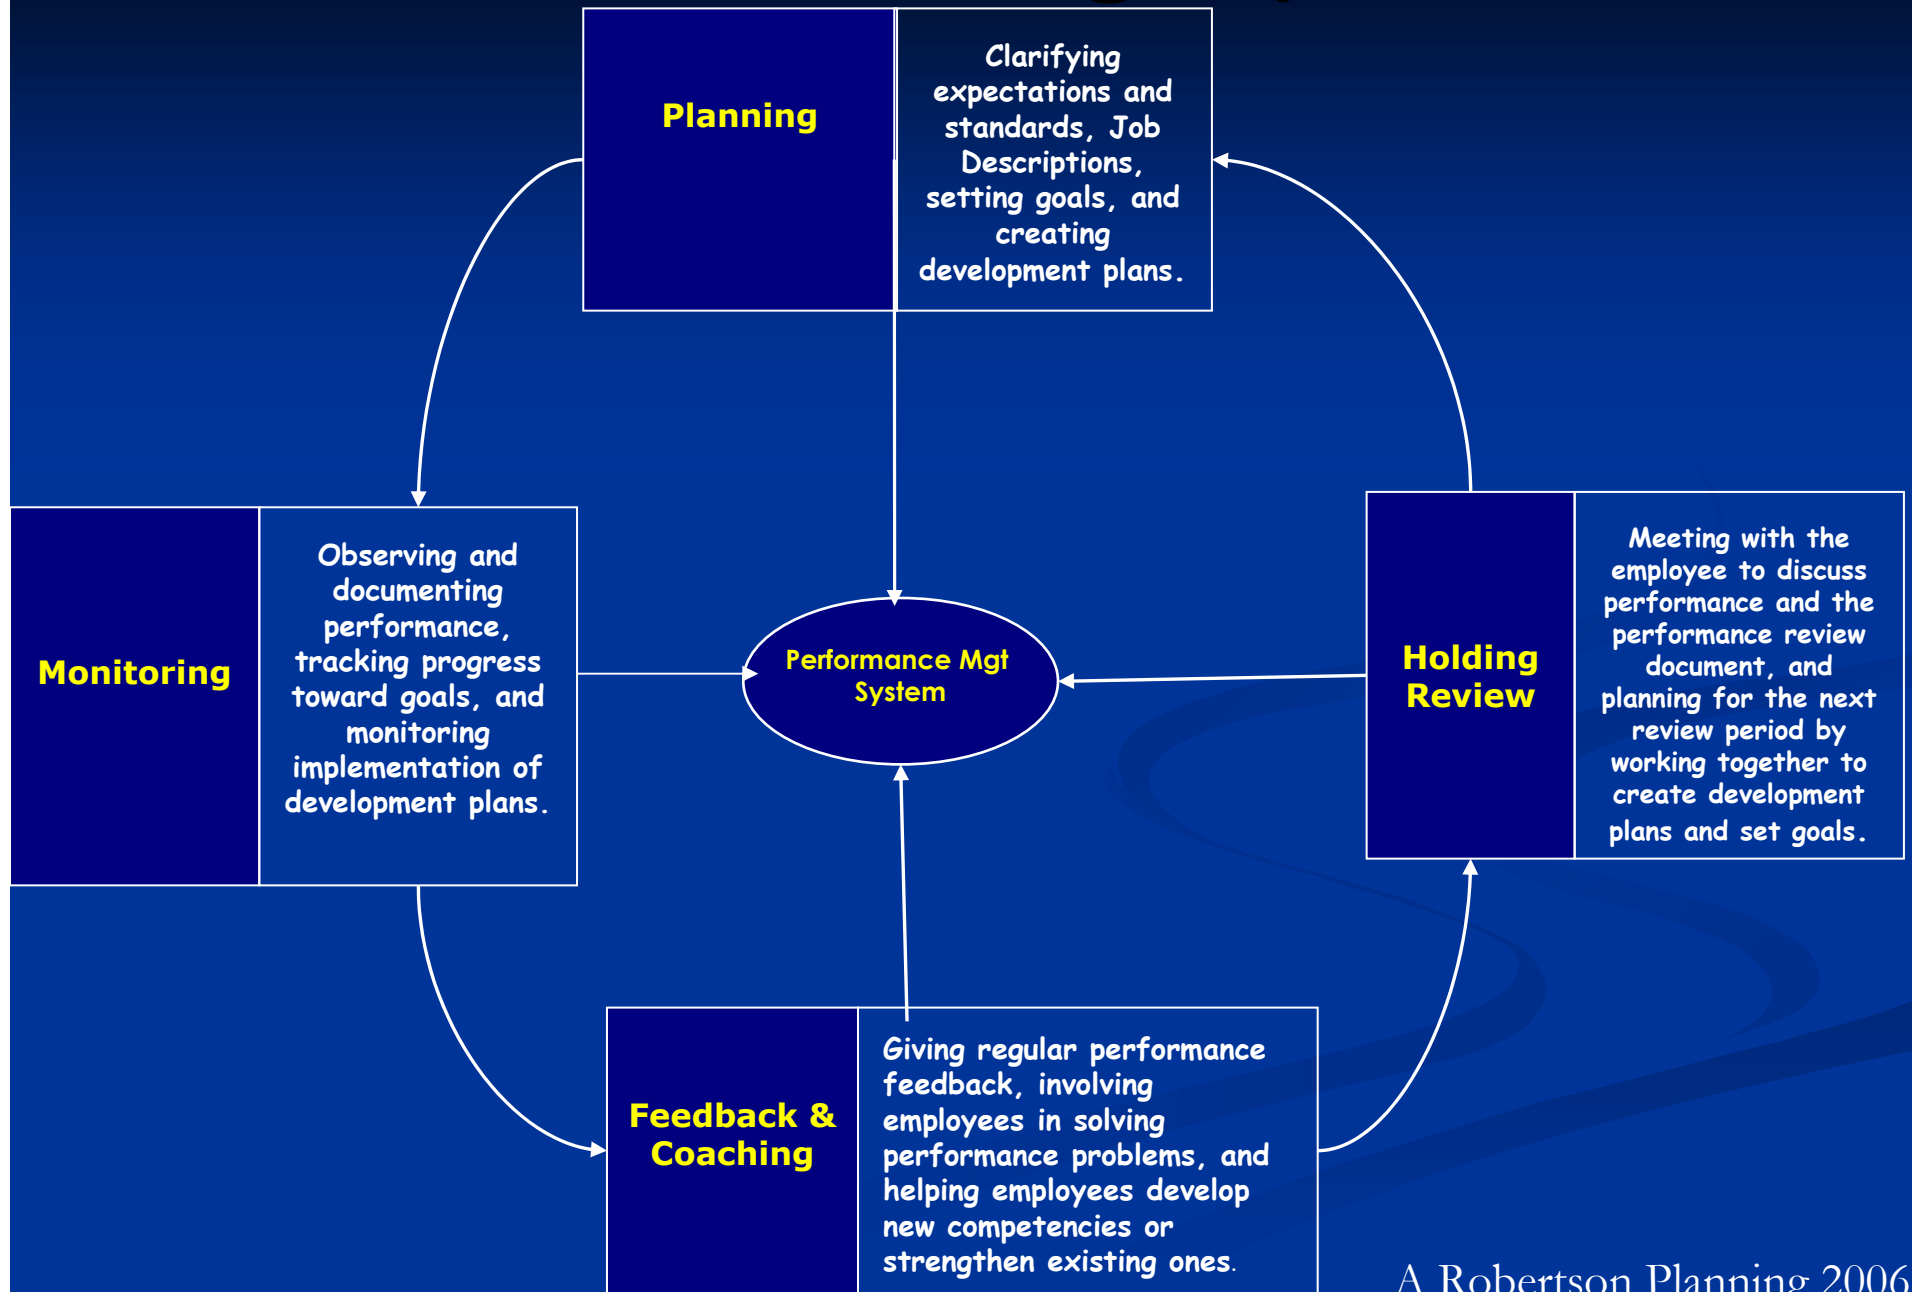 Planning
Clarifying
expectations and
standards, Job
Descriptions,
setting goals, and
creating
development plans.
Monitoring
Observing and
documenting
performance,
tracking progress
toward goals, and
monitoring
implementation of
development plans.
Performance Mgt
System
Holding
Review
Meeting with the
employee to discuss
performance and the
performance review
document, and
planning for the next
review period by
working together to
create development
plans and set goals.
Feedback &
Coaching
Giving regular performance
feedback, involving
employees in solving
performance problems, and
helping employees develop
new competencies or
strengthen existing ones.
A Robertson Planning 2006